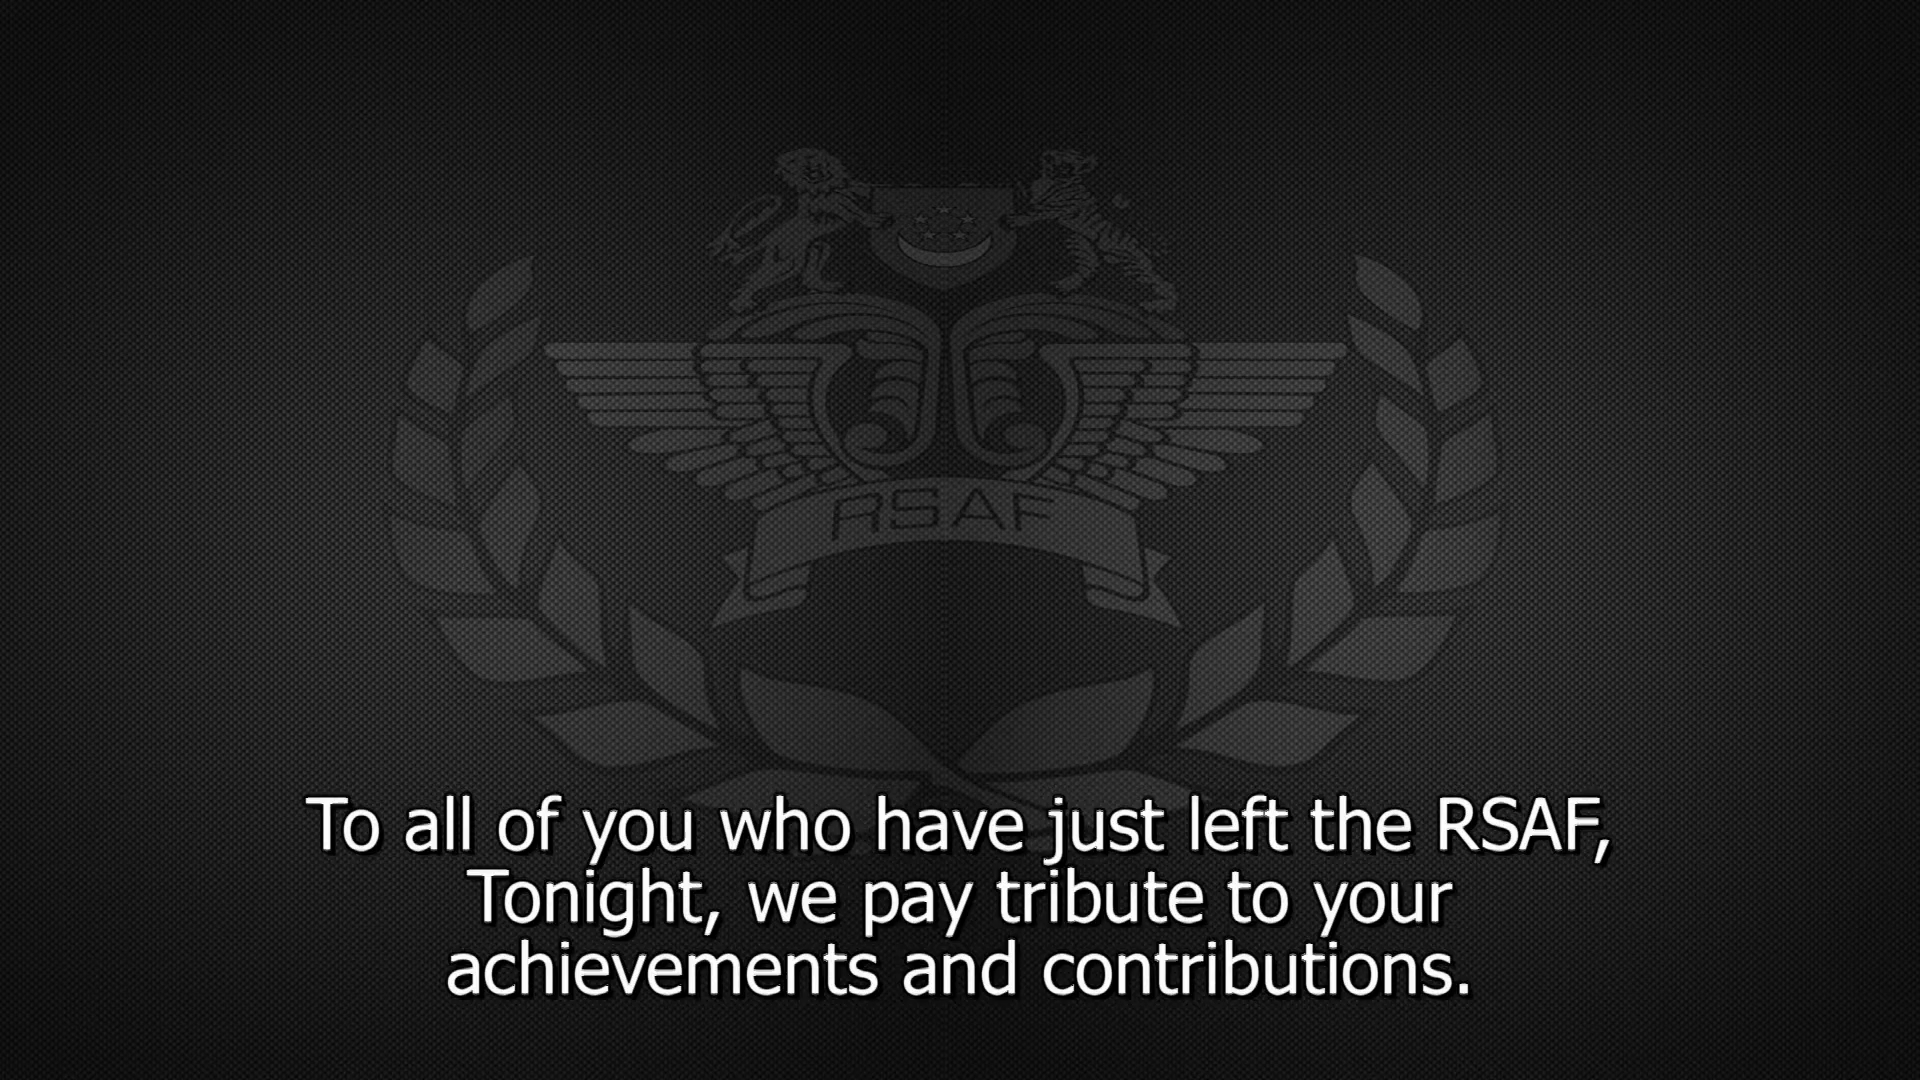 RSAF
To all of you who have just left the RSAF,
Tonight, we pay tribute to your
achievements and contributions.